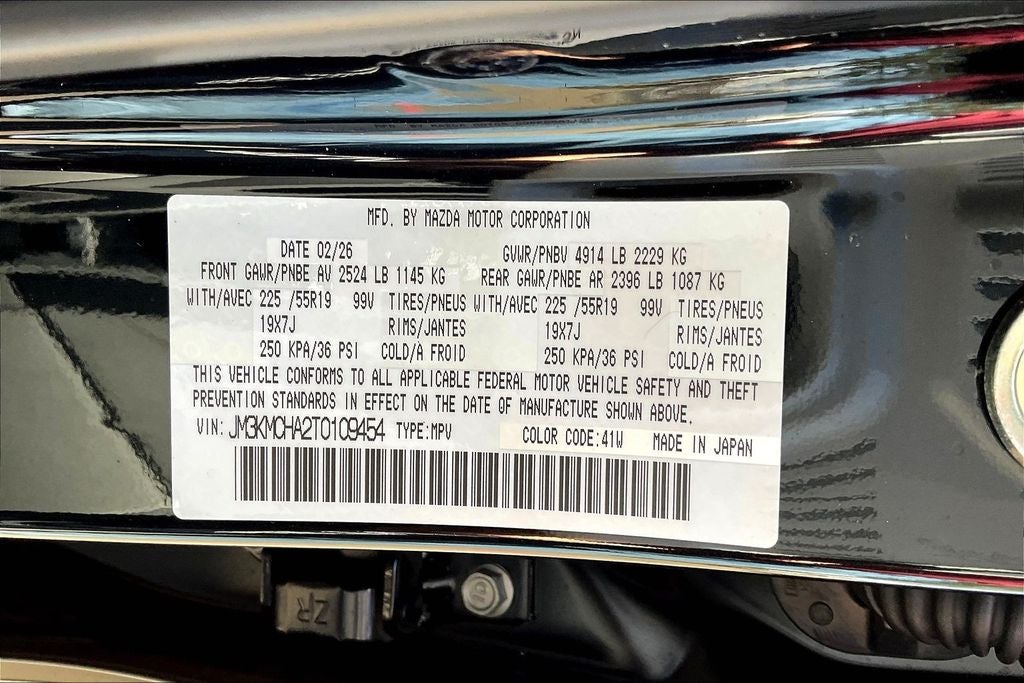 MFD. BY MAZDA MOTOR CORPORATION
DATE 02/26 GVWR/PNBV 4914 LB 2229 KG
FRONT GAWR/PNBE AV 2524 LB 1145 KG REAR GAWR/PNBE AR 2396 LB 1087 KG
WITH/AVEC 225 /55R19 99V TIRES/PNEUS WITH/AVEC 225 /55R19 99V TIRES/PNEUS
19X7J RIMS/JANTES 19X7J RIMS/JANTES
250 KPA/36 PSI COLD/A FROID 250 KPA/36 PSI COLD/A FROID
THIS VEHICLE CONFORMS TO ALL APPLICABLE FEDERAL MOTOR VEHICLE SAFETY AND THEFT
PREVENTION STANDARDS IN EFFECT ON THE DATE OF MANUFACTURE SHOWN ABOVE.
VIN: JM3KMCHA2T0109454 TYPE:MPV COLOR CODE:41W MADE IN JAPAN
ZR